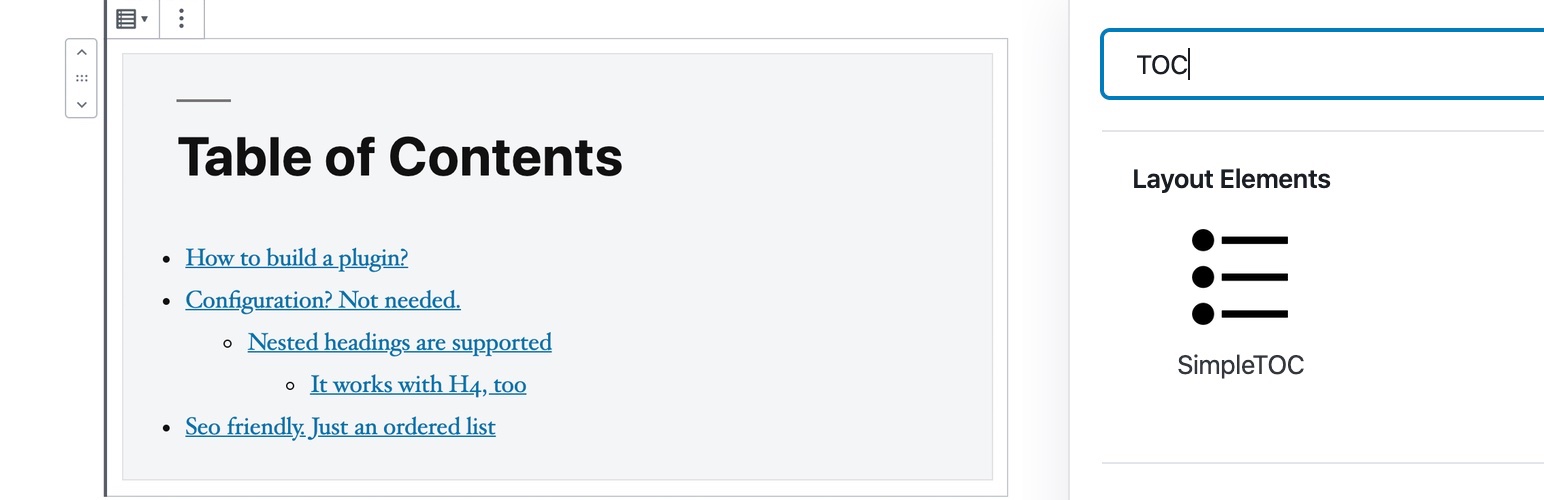 Table of Contents
How to build a plugin?
Configuration? Not needed.
Nested headings are supported
It works with H4, too
Seo friendly. Just an ordered list
TOC
Layout Elements
SimpleTOC